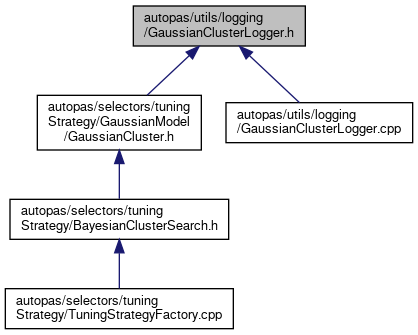 autopas/utils/logging
/GaussianClusterLogger.h
autopas/selectors/tuning
Strategy/GaussianModel
/GaussianCluster.h
autopas/utils/logging
/GaussianClusterLogger.cpp
autopas/selectors/tuning
Strategy/BayesianClusterSearch.h
autopas/selectors/tuning
Strategy/TuningStrategyFactory.cpp